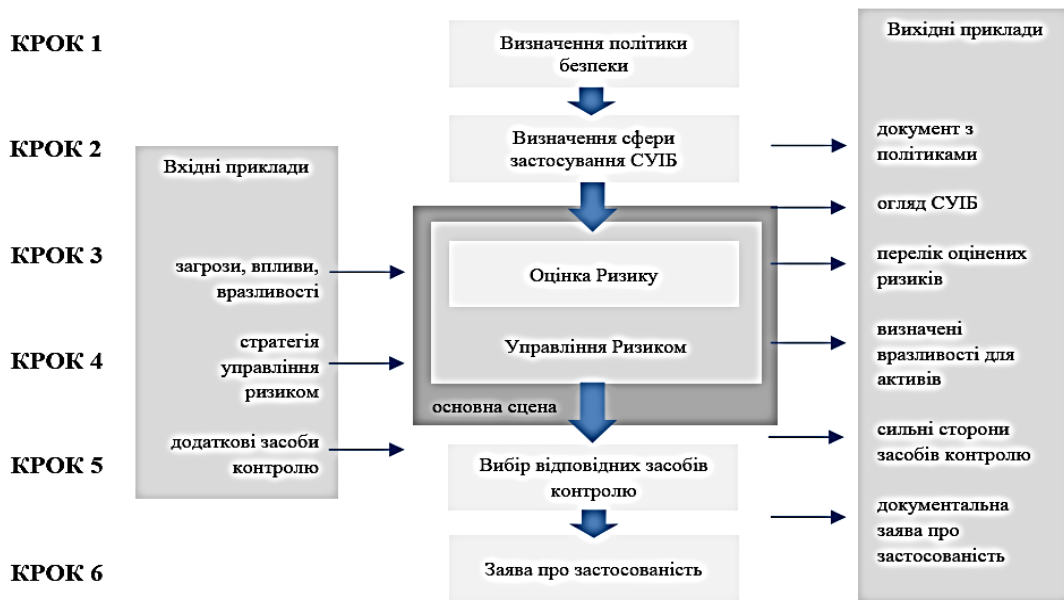 КРОК 1
КРОК 2
КРОК 3
КРОК 4
КРОК 5
КРОК 6
Вхідні приклади
загрози, впливи,
вразливості
стратегія
управління
ризиком
додаткові засоби
контролю
Визначення політики
безпеки
Визначення сфери
застосування СУІБ
Оцінка Ризику
Управління Ризиком
основна сцена
Вибір відповідних засобів
контролю
Заява про застосованість
Вихідні приклади
документ з
політиками
огляд СУІБ
перелік оцінених
ризиків
визначені
вразливості для
активів
сильні сторони
засобів контролю
документальна
заява про
застосованість